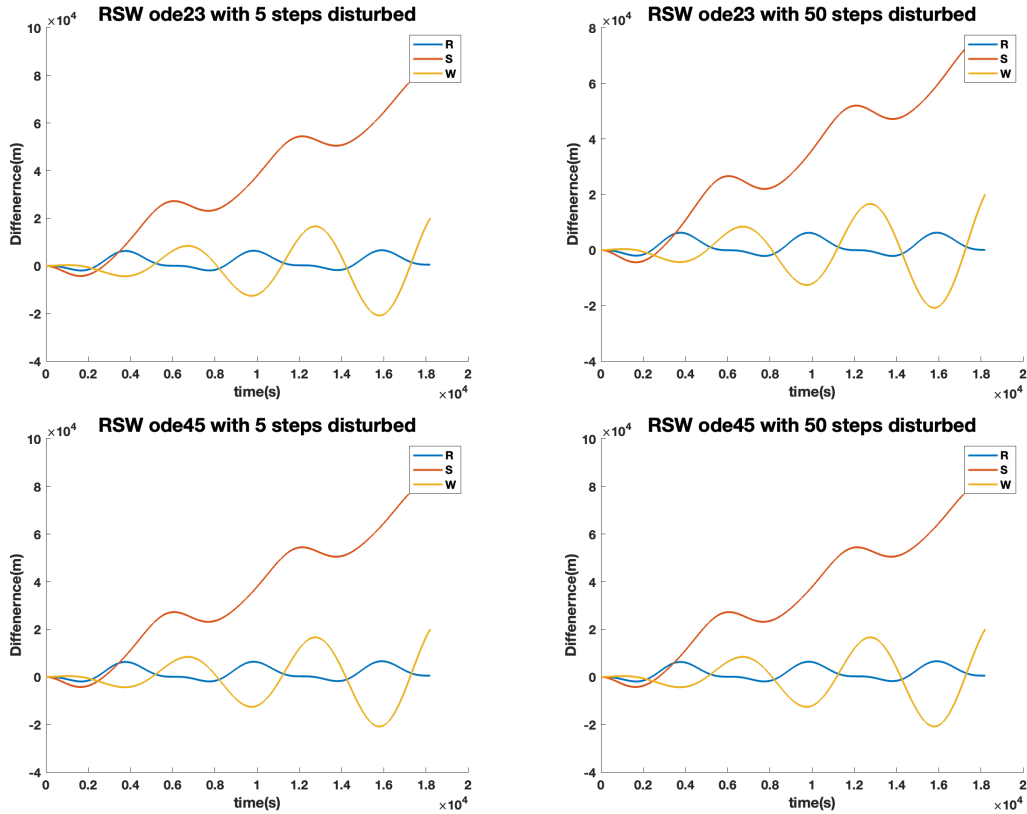 RSW ode23 with 5 steps disturbed
×10⁴
10
8
6
4
2
0
-2
-4
Diffenernce(m)
R
S
W
0 0.2 0.4 0.6 0.8 1 1.2 1.4 1.6 1.8 2
time(s)
×10⁴
RSW ode23 with 50 steps disturbed
×10⁴
8
6
4
2
0
-2
-4
Diffenernce(m)
R
S
W
0 0.2 0.4 0.6 0.8 1 1.2 1.4 1.6 1.8 2
time(s)
×10⁴
RSW ode45 with 5 steps disturbed
×10⁴
10
8
6
4
2
0
-2
-4
Diffenernce(m)
R
S
W
0 0.2 0.4 0.6 0.8 1 1.2 1.4 1.6 1.8 2
time(s)
×10⁴
RSW ode45 with 50 steps disturbed
×10⁴
10
8
6
4
2
0
-2
-4
Diffenernce(m)
R
S
W
0 0.2 0.4 0.6 0.8 1 1.2 1.4 1.6 1.8 2
time(s)
×10⁴